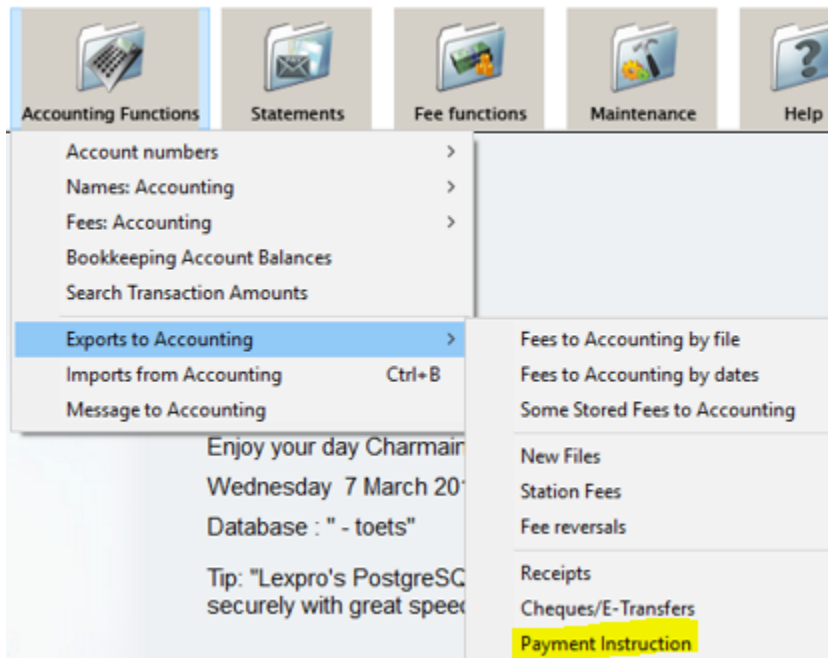 Accounting Functions
Statements
Fee functions
Maintenance
Help
Account numbers
Names: Accounting
Fees: Accounting
Bookkeeping Account Balances
Search Transaction Amounts
Exports to Accounting
Imports from Accounting Ctrl+B
Message to Accounting
Fees to Accounting by file
Fees to Accounting by dates
Some Stored Fees to Accounting
New Files
Station Fees
Fee reversals
Receipts
Cheques/E-Transfers
Payment Instruction
Enjoy your day Charmain
Wednesday 7 March 20
Database : " - toets"
Tip: "Lexpro's PostgreSQ
securely with great speed